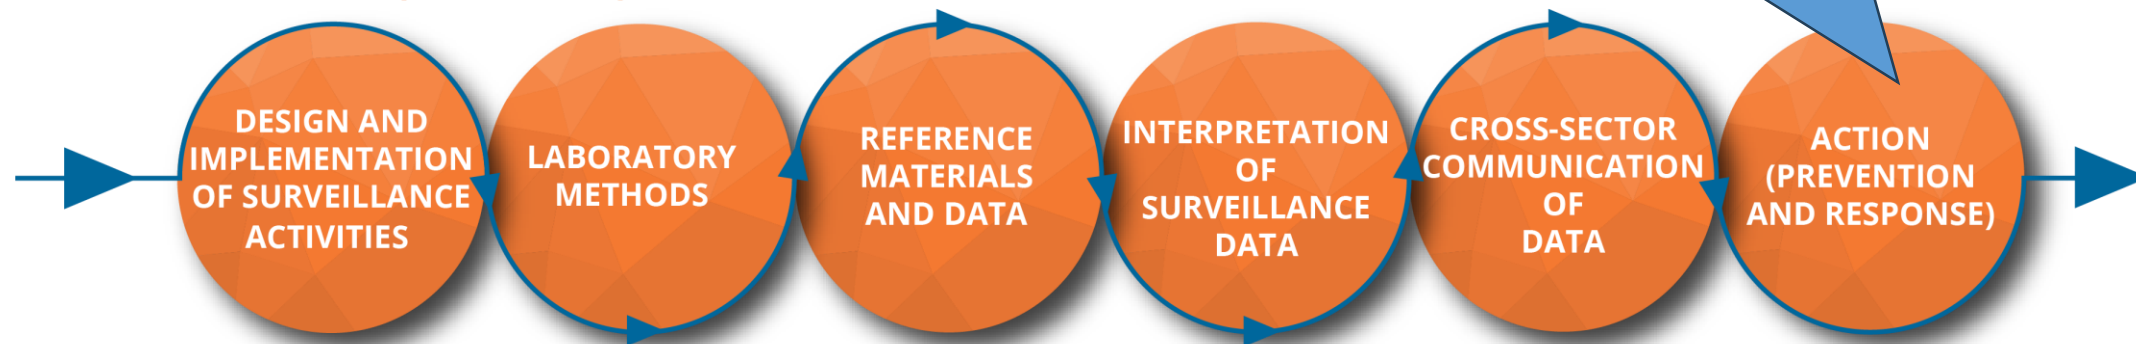 DESIGN AND
IMPLEMENTATION
OF SURVEILLANCE
ACTIVITIES
LABORATORY
METHODS
REFERENCE
MATERIALS
AND DATA
INTERPRETATION
OF
SURVEILLANCE
DATA
CROSS-SECTOR
COMMUNICATION
OF
DATA
ACTION
(PREVENTION
AND RESPONSE)